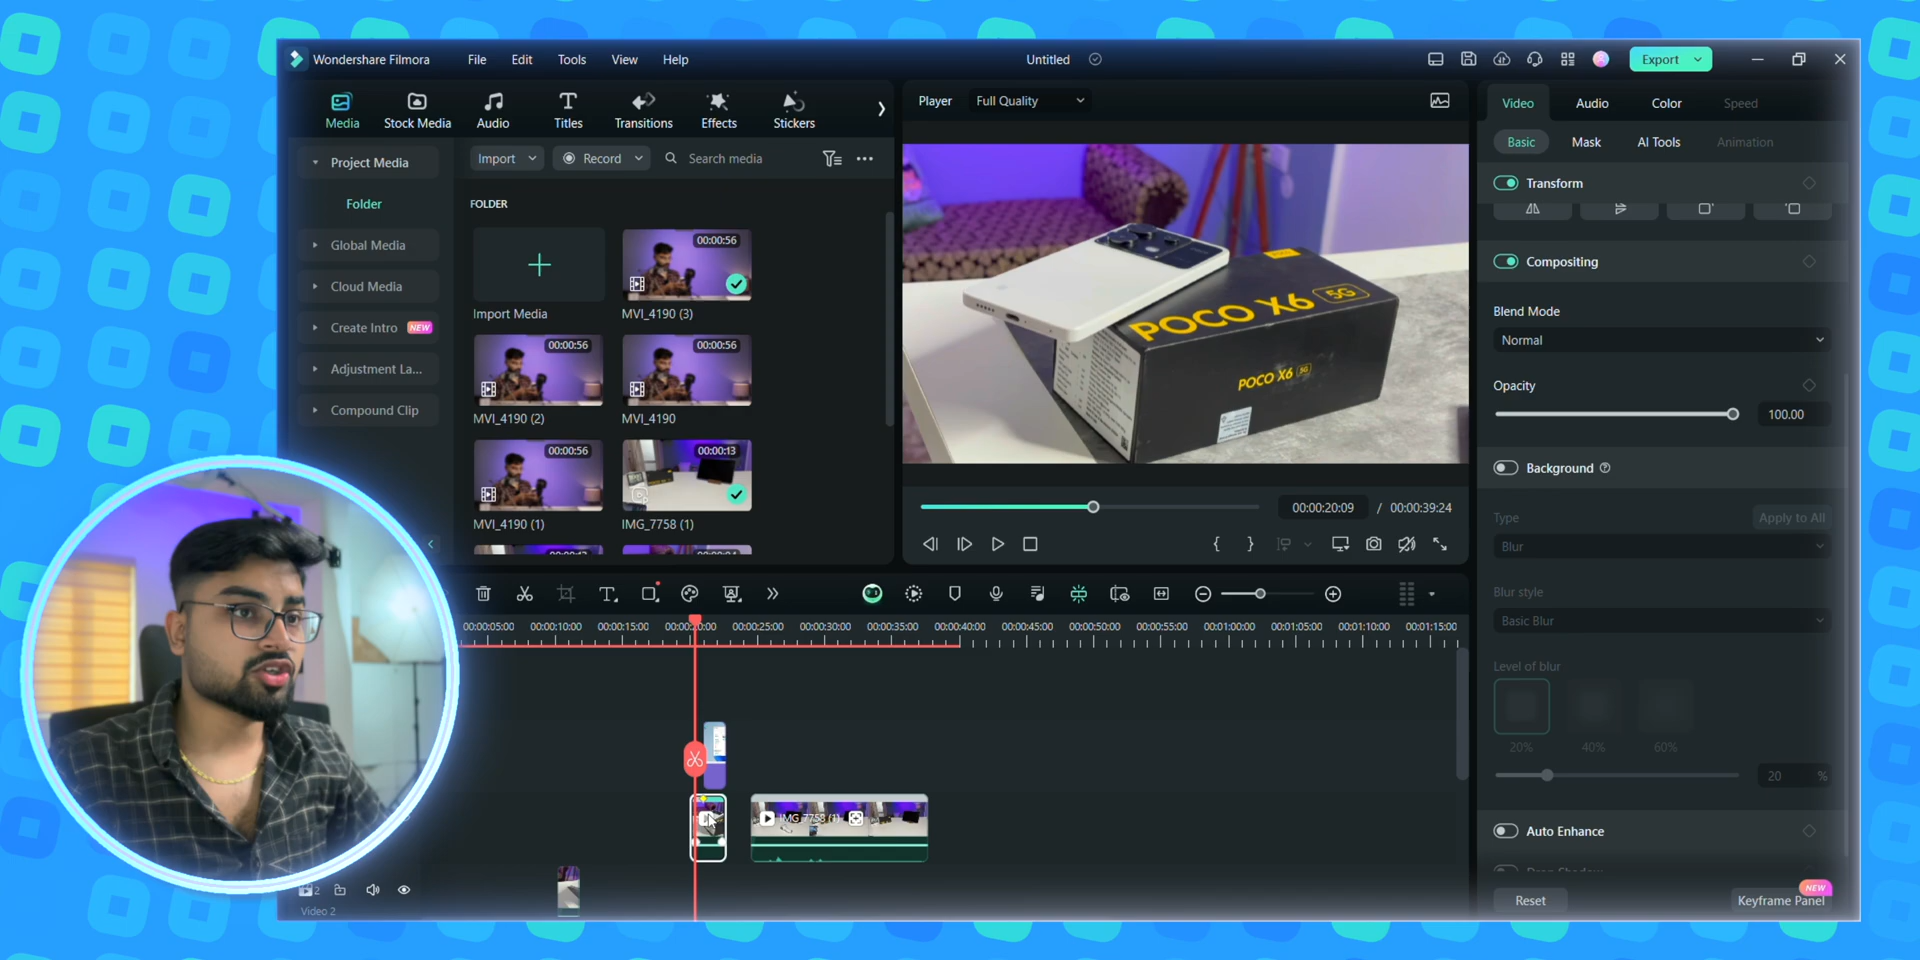 Wondershare Filmora File Edit Tools View Help Untitled Export
Media Stock Media Audio Titles Transitions Effects Stickers
Player Full Quality
Video Audio Color Speed
Basic Mask AI Tools Animation
Project Media
Folder
Global Media
Cloud Media
Create Intro NEW
Adjustment La...
Compound Clip
Import Record Search media
FOLDER
Import Media
00:00:56
MVI_4190 (3)
00:00:56
MVI_4190 (2)
00:00:56
MVI_4190
00:00:56
MVI_4190 (1)
00:00:13
IMG_7758 (1)
POCO
POCO X6 5G
POCO X6 5G
00:00:20:09 / 00:00:39:24
Transform
Compositing
Blend Mode
Normal
Opacity
100.00
Background
Type Apply to All
Blur
Blur style
Basic Blur
Level of blur
20% 40% 60%
20 %
Auto Enhance
Reset Keyframe Panel NEW
00:00:05:00 00:00:10:00 00:00:15:00 00:00:20:00 00:00:25:00 00:00:30:00 00:00:35:00 00:00:40:00 00:00:45:00 00:00:50:00 00:00:55:00 00:01:00:00 00:01:05:00 00:01:10:00 00:01:15:00
IMG_7758 (1)
2
Video 2